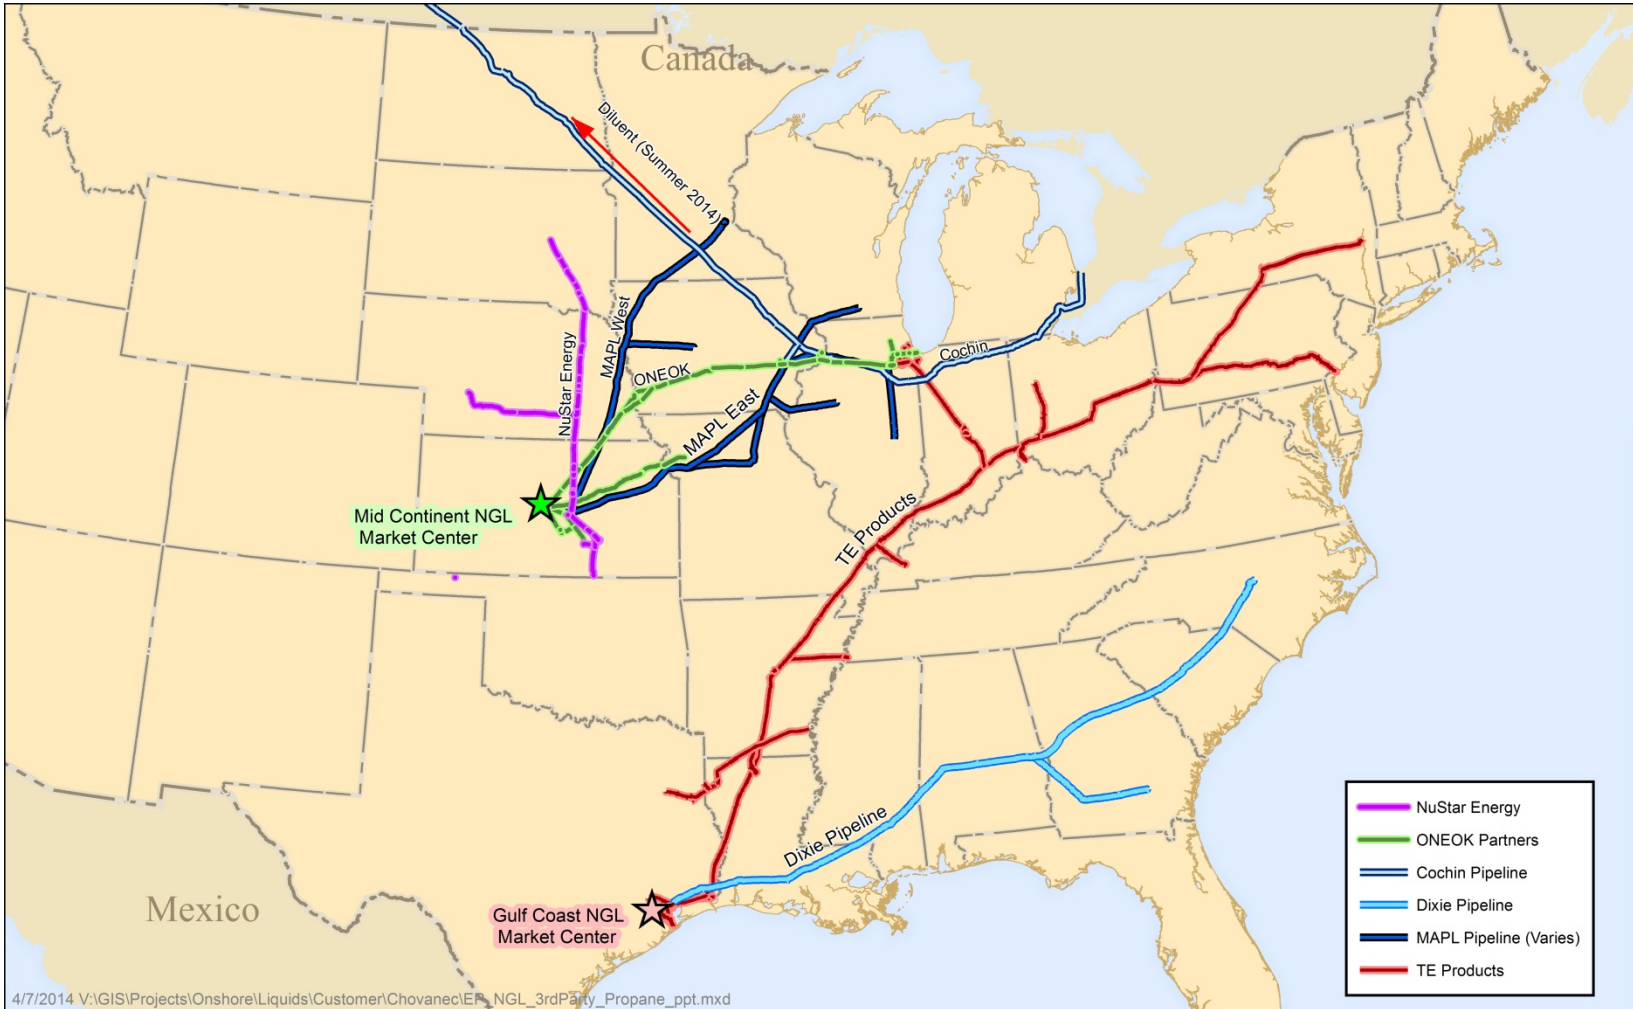 Canada
Diluent (Summer 2014)
MAPL West
NuStar Energy
ONEOK
Cochin
MAPL East
Mid Continent NGL
Market Center
TE Products
Dixie Pipeline
Mexico
Gulf Coast NGL
Market Center
NuStar Energy
ONEOK Partners
Cochin Pipeline
Dixie Pipeline
MAPL Pipeline (Varies)
TE Products
4/7/2014 V:\GIS\Projects\Onshore\Liquids\Customer\Chovanec\EP_NGL_3rdParty_Propane_ppt.mxd